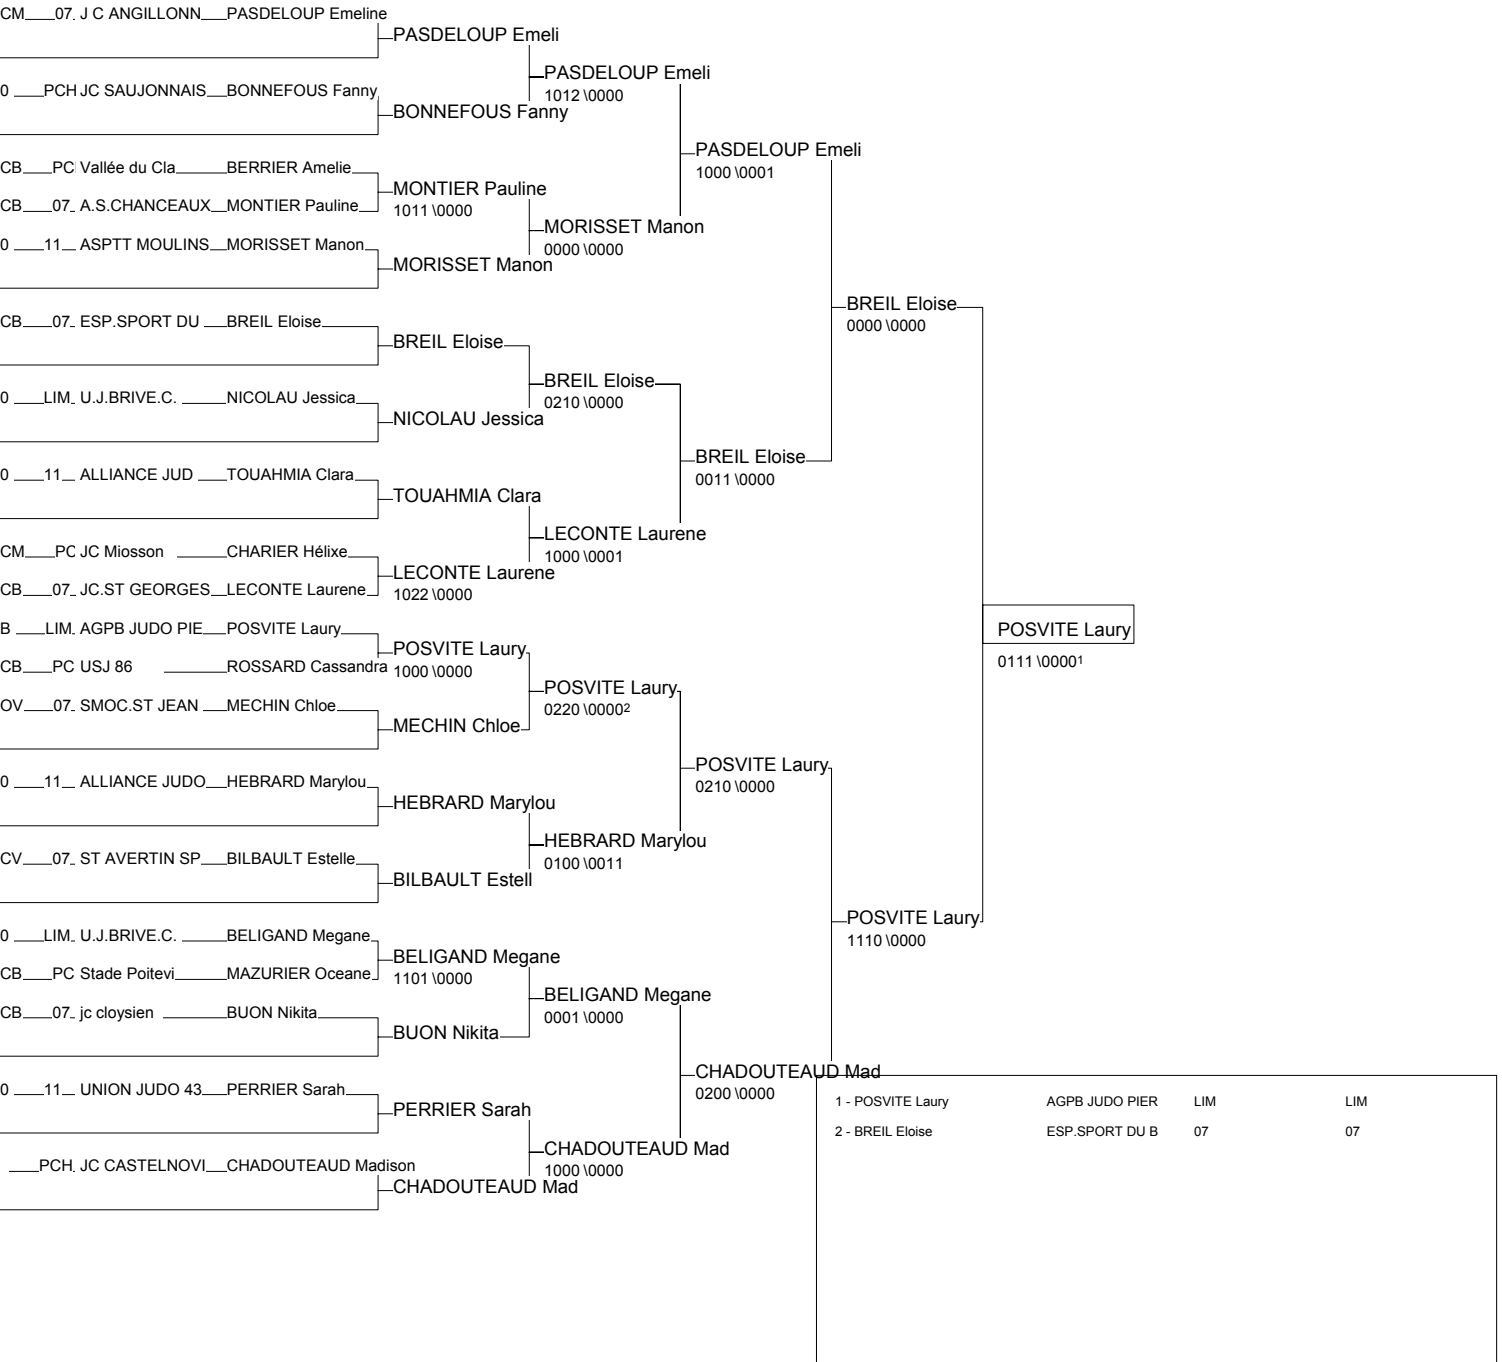 CM 07 J C ANGILLONN PASDELOUP Emeline
PASDELOUP Emeli
PASDELOUP Emeli
1012 \0000
0 PCH JC SAUJONNAIS BONNEFOUS Fanny
BONNEFOUS Fanny
PASDELOUP Emeli
1000 \0001
CB PC Vallée du Cla BERRIER Amelie
MONTIER Pauline
1011 \0000
CB 07 A.S.CHANCEAUX MONTIER Pauline
MORISSET Manon
0000 \0000
0 11 ASPTT MOULINS MORISSET Manon
MORISSET Manon
BREIL Eloise
0000 \0000
CB 07 ESP.SPORT DU BREIL Eloise
BREIL Eloise
BREIL Eloise
0210 \0000
0 LIM U.J.BRIVE.C. NICOLAU Jessica
NICOLAU Jessica
BREIL Eloise
0011 \0000
0 11 ALLIANCE JUD TOUAHMIA Clara
TOUAHMIA Clara
LECONTE Laurene
1000 \0001
CM PC JC Miosson CHARIER Hélixe
LECONTE Laurene
1022 \0000
CB 07 JC.ST GEORGES LECONTE Laurene
B LIM AGPB JUDO PIE POSVITE Laury
POSVITE Laury
0111 \00001
POSVITE Laury
1000 \0000
CB PC USJ 86 ROSSARD Cassandra
POSVITE Laury
0220 \00002
OV 07 SMOC.ST JEAN MECHIN Chloe
MECHIN Chloe
POSVITE Laury
0210 \0000
0 11 ALLIANCE JUDO HEBRARD Marylou
HEBRARD Marylou
HEBRARD Marylou
0100 \0011
CV 07 ST AVERTIN SP BILBAULT Estelle
BILBAULT Estell
POSVITE Laury
1110 \0000
0 LIM U.J.BRIVE.C. BELIGAND Megane
BELIGAND Megane
1101 \0000
CB PC Stade Poitevi MAZURIER Oceane
BELIGAND Megane
0001 \0000
CB 07 jc cloysien BUON Nikita
BUON Nikita
CHADOUTEAUD Mad
0200 \0000
0 11 UNION JUDO 43 PERRIER Sarah
PERRIER Sarah
CHADOUTEAUD Mad
1000 \0000
PCH JC CASTELNOVI CHADOUTEAUD Madison
CHADOUTEAUD Mad
1 - POSVITE Laury AGPB JUDO PIER LIM LIM
2 - BREIL Eloise ESP.SPORT DU B 07 07